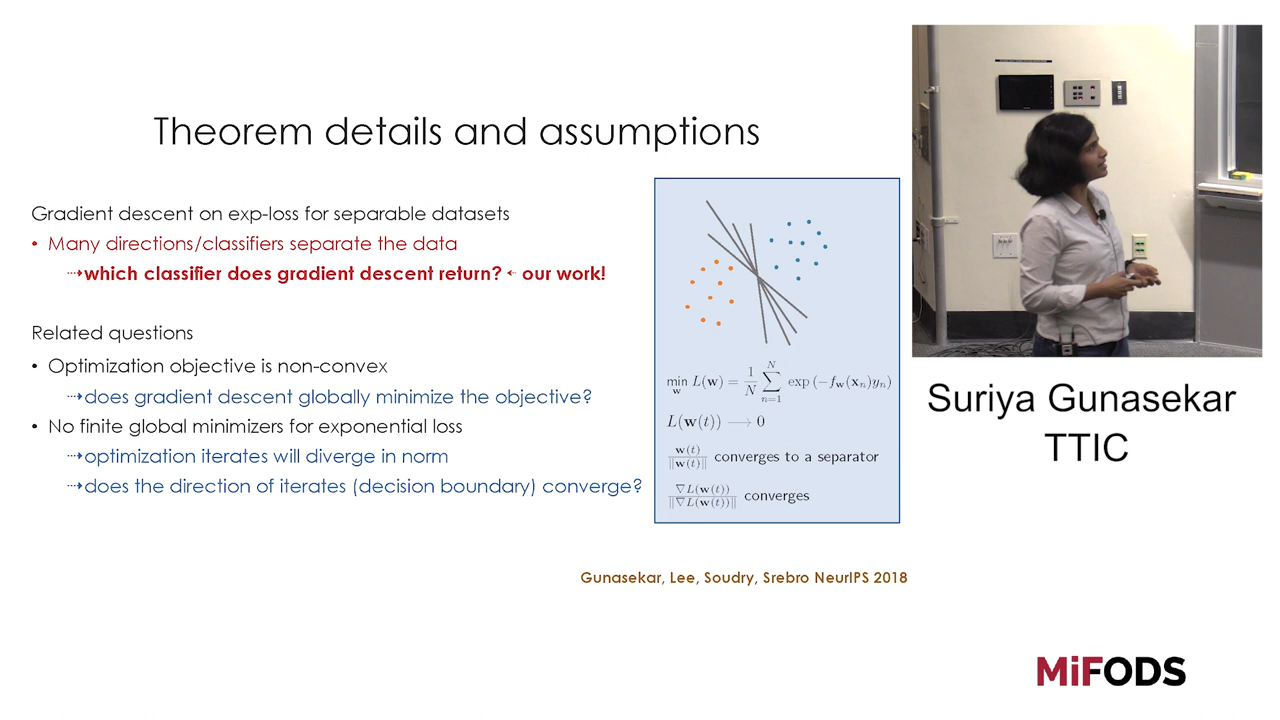 Theorem details and assumptions
Gradient descent on exp-loss for separable datasets
• Many directions/classifiers separate the data
⇢which classifier does gradient descent return? ⇠ our work!
Related questions
• Optimization objective is non-convex
⇢does gradient descent globally minimize the objective?
• No finite global minimizers for exponential loss
⇢optimization iterates will diverge in norm
⇢does the direction of iterates (decision boundary) converge?
min_w L(w) = 1/N ∑_{n=1}^{N} exp (−f_w(x_n)y_n)
L(w(t)) ⟶ 0
w(t)/||w(t)|| converges to a separator
∇L(w(t))/||∇L(w(t))|| converges
Gunasekar, Lee, Soudry, Srebro NeurIPS 2018
Suriya Gunasekar
TTIC
MiFODS